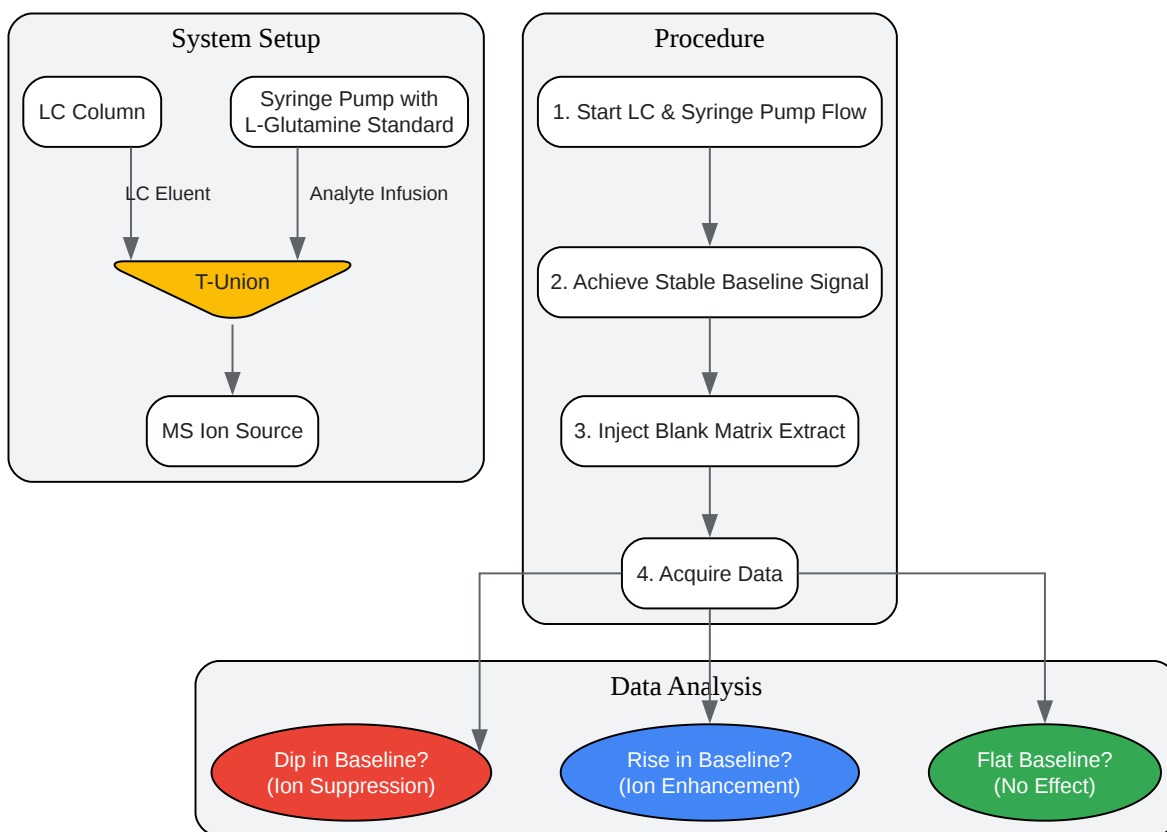 System Setup
LC Column
Syringe Pump with
L-Glutamine Standard
LC Eluent
Analyte Infusion
T-Union
MS Ion Source
Procedure
1. Start LC & Syringe Pump Flow
2. Achieve Stable Baseline Signal
3. Inject Blank Matrix Extract
4. Acquire Data
Data Analysis
Dip in Baseline?
(Ion Suppression)
Rise in Baseline?
(Ion Enhancement)
Flat Baseline?
(No Effect)